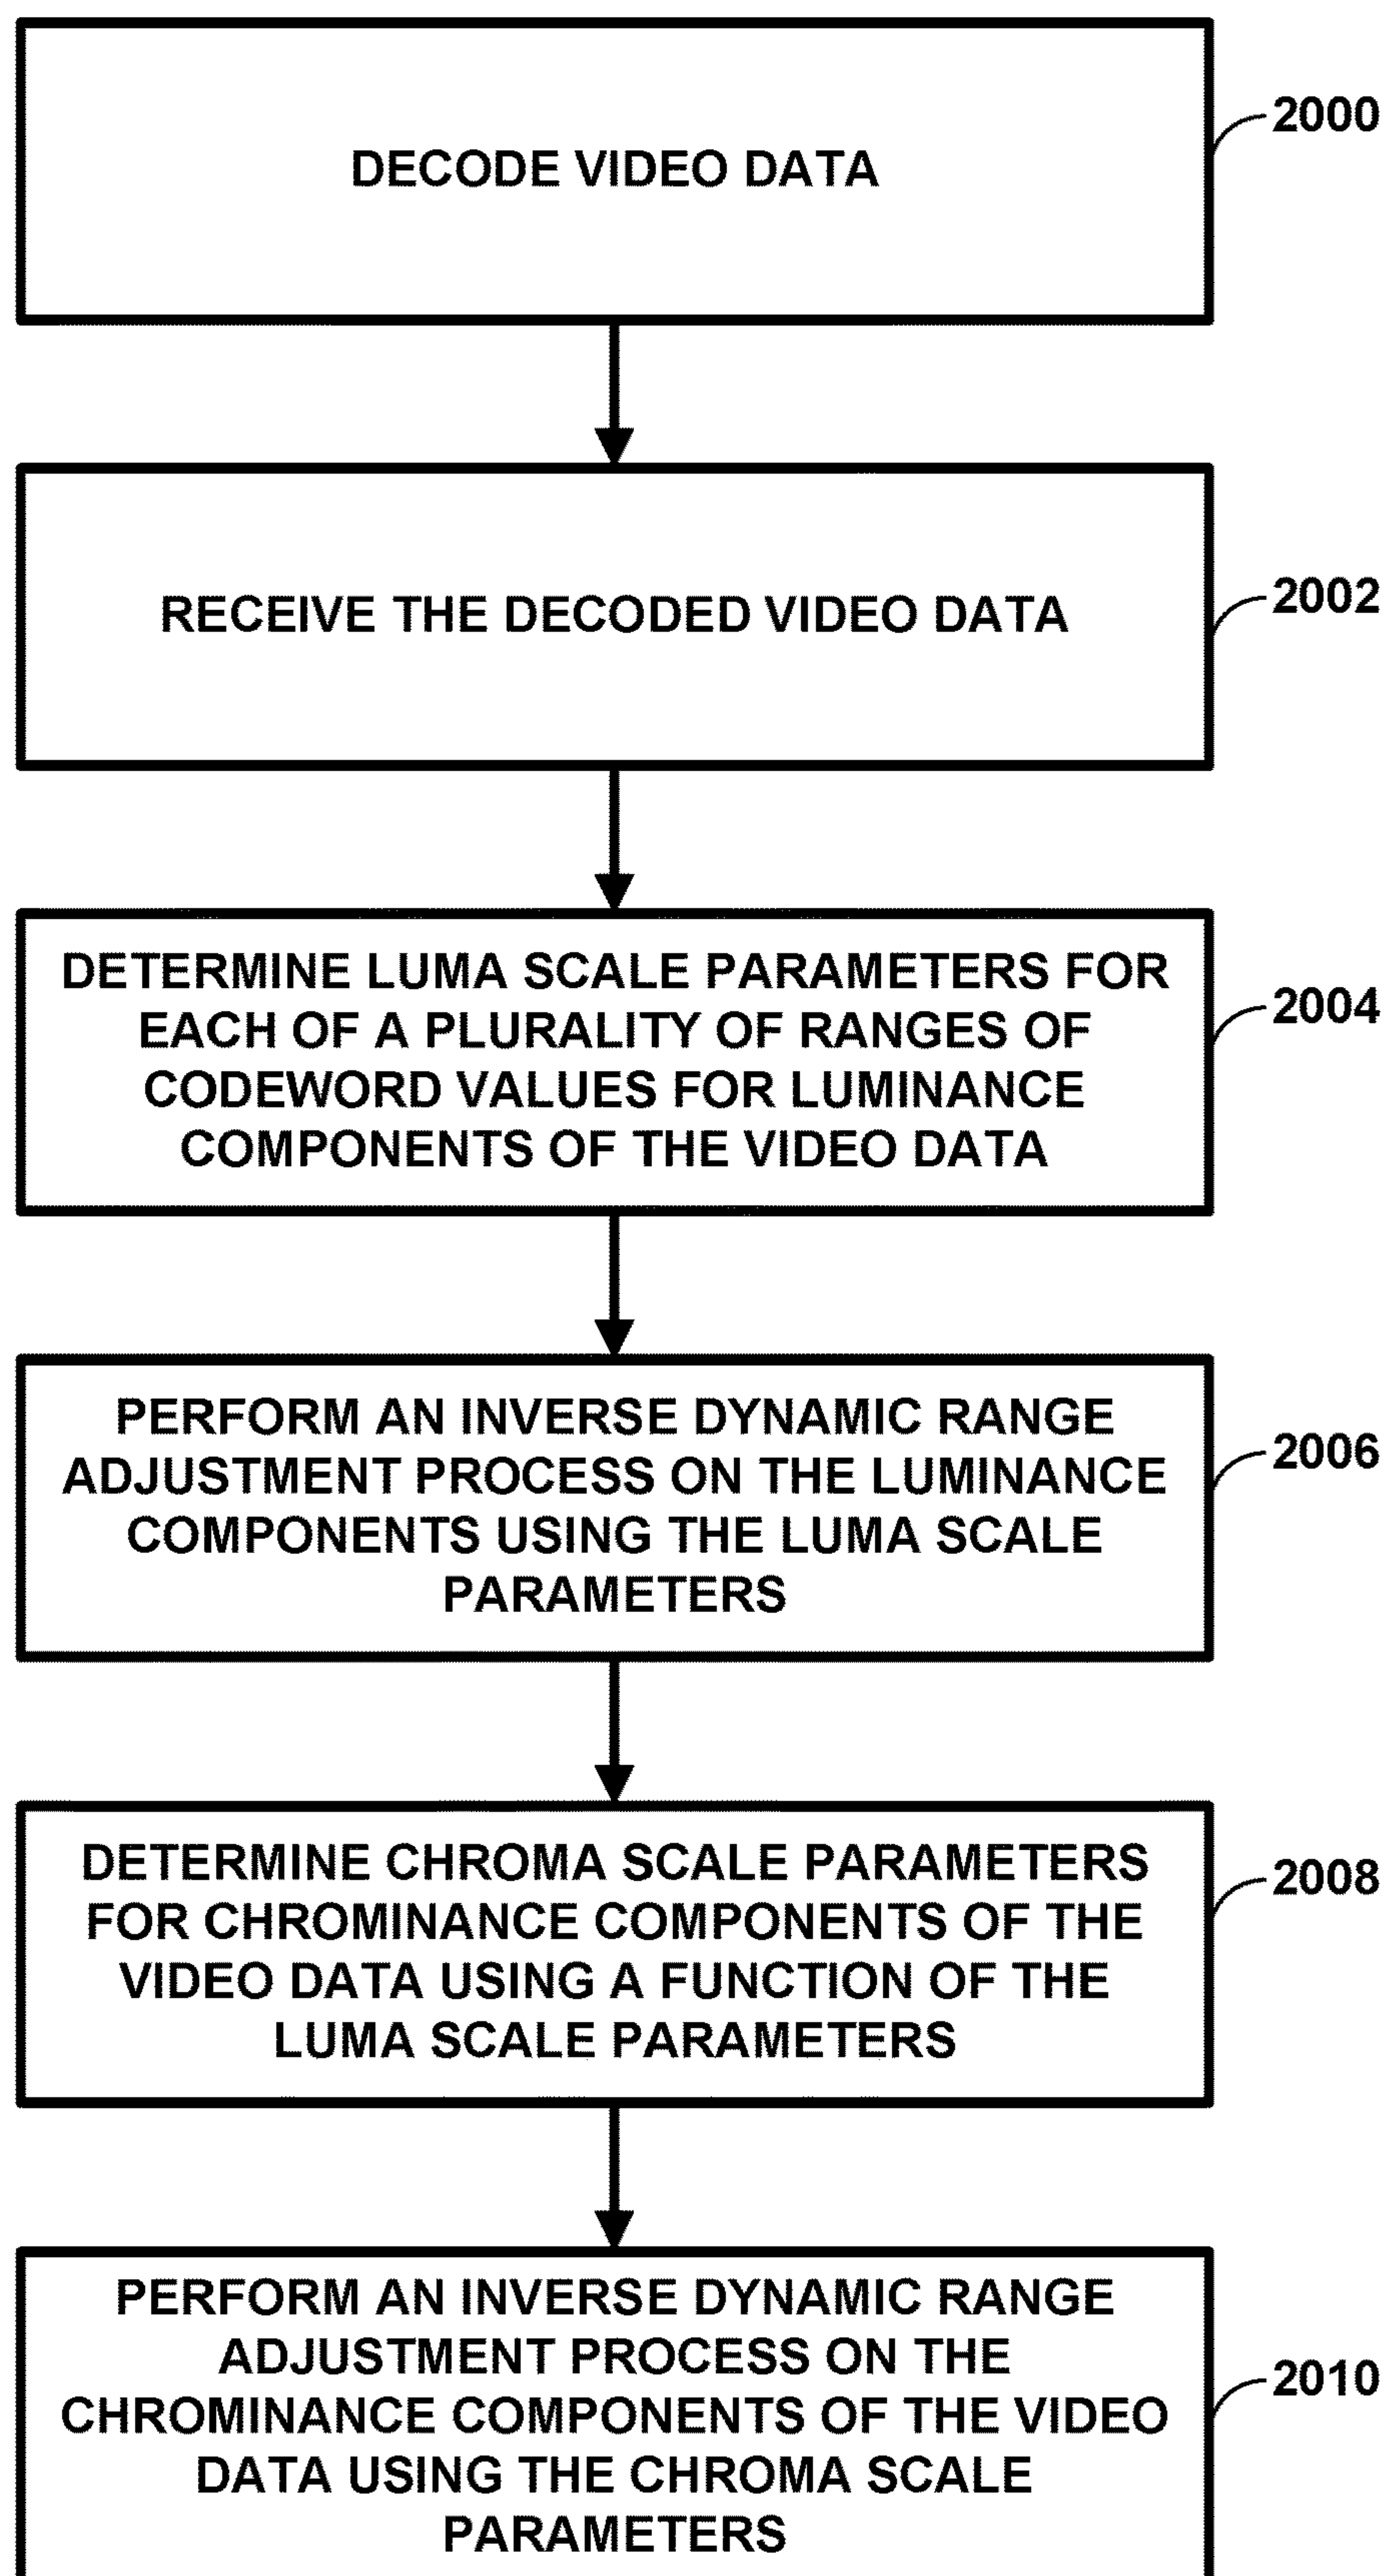 DECODE VIDEO DATA
2000
RECEIVE THE DECODED VIDEO DATA
2002
DETERMINE LUMA SCALE PARAMETERS FOR
EACH OF A PLURALITY OF RANGES OF
CODEWORD VALUES FOR LUMINANCE
COMPONENTS OF THE VIDEO DATA
2004
PERFORM AN INVERSE DYNAMIC RANGE
ADJUSTMENT PROCESS ON THE LUMINANCE
COMPONENTS USING THE LUMA SCALE
PARAMETERS
2006
DETERMINE CHROMA SCALE PARAMETERS
FOR CHROMINANCE COMPONENTS OF THE
VIDEO DATA USING A FUNCTION OF THE
LUMA SCALE PARAMETERS
2008
PERFORM AN INVERSE DYNAMIC RANGE
ADJUSTMENT PROCESS ON THE
CHROMINANCE COMPONENTS OF THE VIDEO
DATA USING THE CHROMA SCALE
PARAMETERS
2010